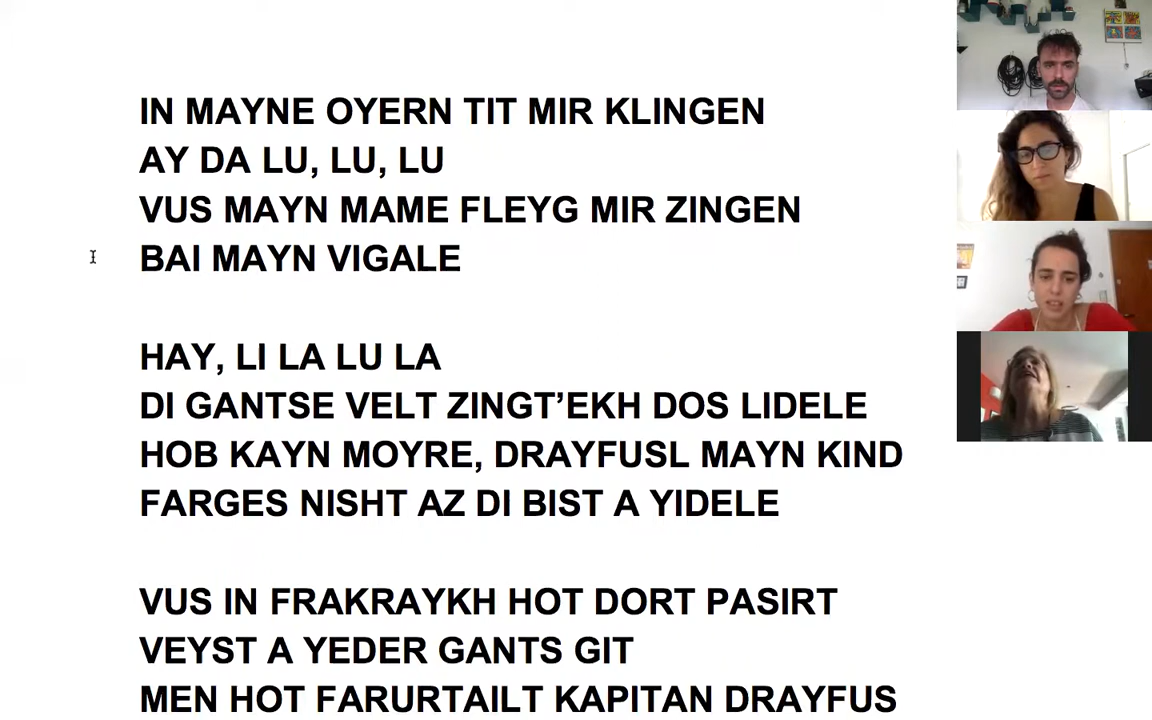 IN MAYNE OYERN TIT MIR KLINGEN
AY DA LU, LU, LU
VUS MAYN MAME FLEYG MIR ZINGEN
BAI MAYN VIGALE
HAY, LI LA LU LA
DI GANTSE VELT ZINGT’EKH DOS LIDELE
HOB KAYN MOYRE, DRAYFUSL MAYN KIND
FARGES NISHT AZ DI BIST A YIDELE
VUS IN FRAKRAYKH HOT DORT PASIRT
VEYST A YEDER GANTS GIT
MEN HOT FARURTAILT KAPITAN DRAYFUS